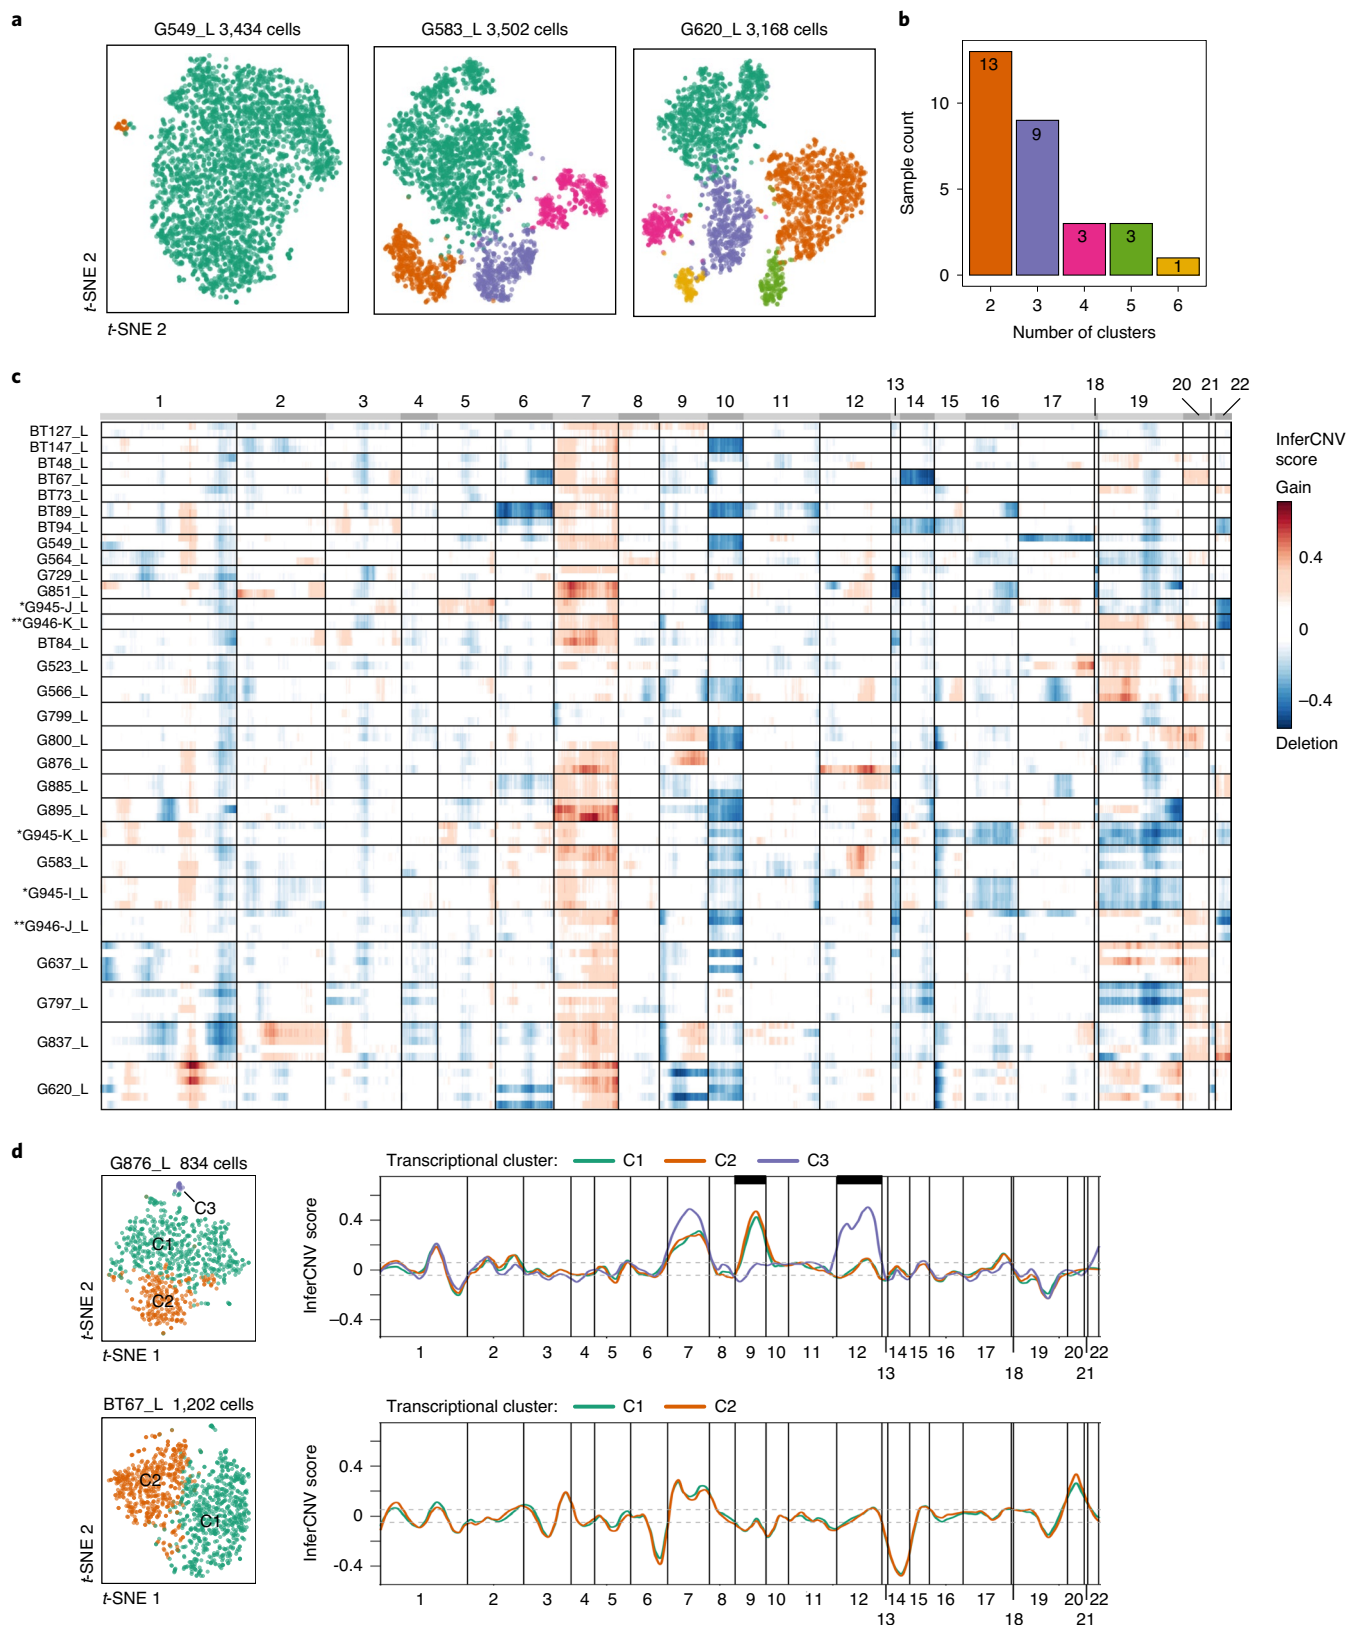 a
G549_L 3,434 cells
G583_L 3,502 cells
G620_L 3,168 cells
t-SNE 2
t-SNE 2
b
Sample count
10
5
0
13
9
3
3
1
2 3 4 5 6
Number of clusters
c
1 2 3 4 5 6 7 8 9 10 11 12 13 14 15 16 17 18 19 20 21 22
BT127_L
BT147_L
BT48_L
BT67_L
BT73_L
BT89_L
BT94_L
G549_L
G564_L
G729_L
G851_L
*G945-J_L
**G946-K_L
BT84_L
G523_L
G566_L
G799_L
G800_L
G876_L
G885_L
G895_L
*G945-K_L
G583_L
*G945-I_L
**G946-J_L
G637_L
G797_L
G837_L
G620_L
InferCNV
score
Gain
0.4
0
−0.4
Deletion
d
G876_L 834 cells
C3
C1
C2
t-SNE 2
t-SNE 1
Transcriptional cluster: C1 C2 C3
InferCNV score
0.4
0
−0.4
1 2 3 4 5 6 7 8 9 10 11 12 13 14 15 16 17 18 19 20 21 22
BT67_L 1,202 cells
C2
C1
t-SNE 2
t-SNE 1
Transcriptional cluster: C1 C2
InferCNV score
0.4
0
-0.4
1 2 3 4 5 6 7 8 9 10 11 12 13 14 15 16 17 18 19 20 21 22